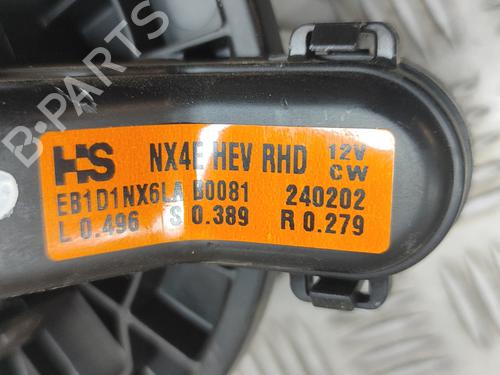 B-PARTS
HS NX4E HEV RHD 12V
CW
EB1D1NX6LA B0081 240202
L 0.496 S 0.389 R 0.279